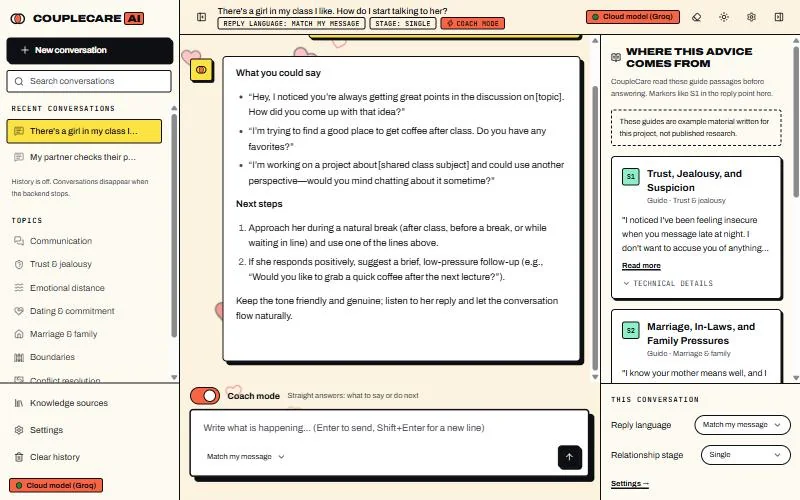 COUPLECARE AI
New conversation
Search conversations
RECENT CONVERSATIONS
There's a girl in my class I...
My partner checks their p...
History is off. Conversations disappear when
the backend stops.
TOPICS
Communication
Trust & jealousy
Emotional distance
Dating & commitment
Marriage & family
Boundaries
Conflict resolution
Knowledge sources
Settings
Clear history
Cloud model (Groq)
There's a girl in my class I like. How do I start talking to her?
REPLY LANGUAGE: MATCH MY MESSAGE
STAGE: SINGLE
COACH MODE
Cloud model (Groq)
What you could say
• “Hey, I noticed you're always getting great points in the discussion on [topic].
How did you come up with that idea?”
• “I'm trying to find a good place to get coffee after class. Do you have any
favorites?”
• “I'm working on a project about [shared class subject] and could use another
perspective—would you mind chatting about it sometime?”
Next steps
1. Approach her during a natural break (after class, before a break, or while
waiting in line) and use one of the lines above.
2. If she responds positively, suggest a brief, low-pressure follow-up (e.g.,
“Would you like to grab a quick coffee after the next lecture?”).
Keep the tone friendly and genuine; listen to her reply and let the conversation
flow naturally.
Coach mode Straight answers: what to say or do next
Write what is happening... (Enter to send, Shift+Enter for a new line)
Match my message
WHERE THIS ADVICE
COMES FROM
CoupleCare read these guide passages before
answering. Markers like S1 in the reply point here.
These guides are example material written for
this project, not published research.
S1
Trust, Jealousy, and
Suspicion
Guide · Trust & jealousy
"I noticed I've been feeling insecure
when you message late at night. I
don't want to accuse you of anything...
Read more
TECHNICAL DETAILS
S2
Marriage, In-Laws, and
Family Pressures
Guide · Marriage & family
"I know your mother means well, and I
THIS CONVERSATION
Reply language Match my message
Relationship stage Single
Settings →